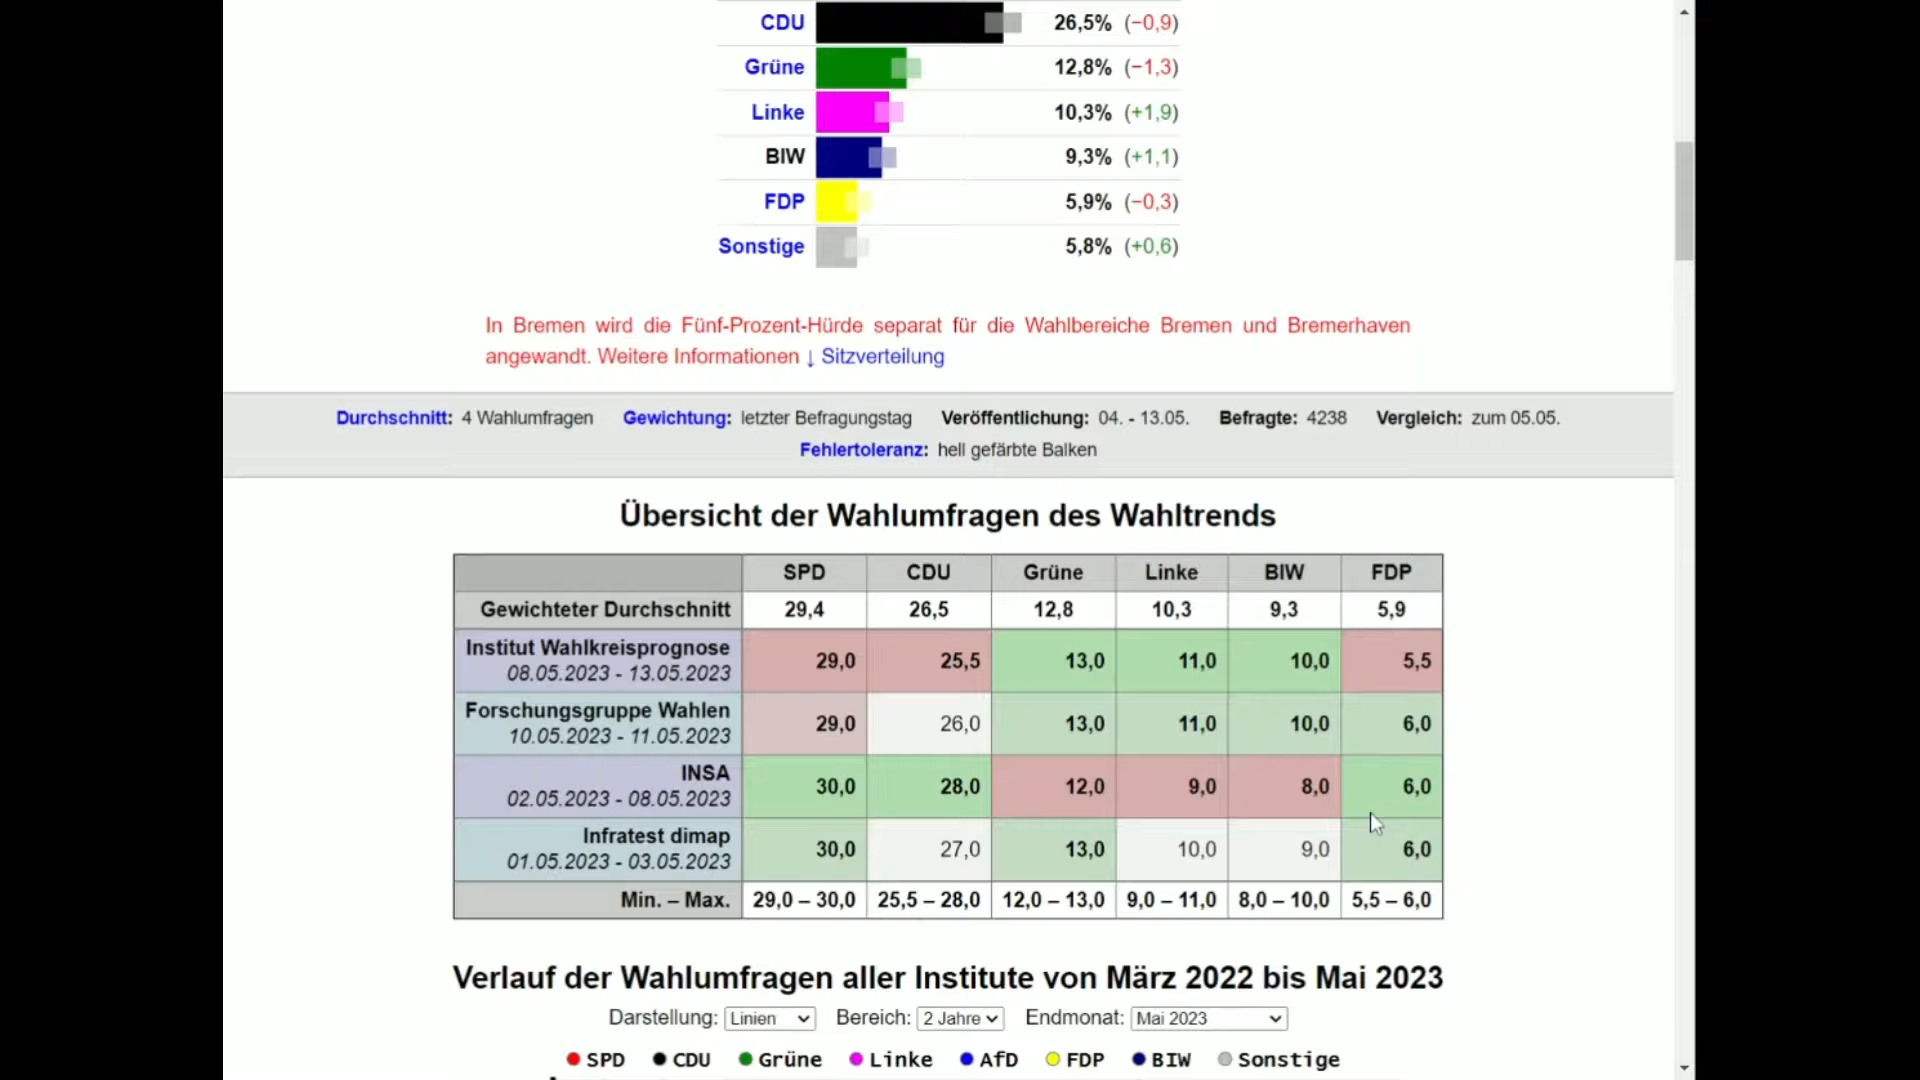 CDU 26,5% (−0,9)
Grüne 12,8% (−1,3)
Linke 10,3% (+1,9)
BIW 9,3% (+1,1)
FDP 5,9% (−0,3)
Sonstige 5,8% (+0,6)
In Bremen wird die Fünf-Prozent-Hürde separat für die Wahlbereiche Bremen und Bremerhaven
angewandt. Weitere Informationen ↓ Sitzverteilung
Durchschnitt: 4 Wahlumfragen Gewichtung: letzter Befragungstag Veröffentlichung: 04. - 13.05. Befragte: 4238 Vergleich: zum 05.05.
Fehlertoleranz: hell gefärbte Balken
Übersicht der Wahlumfragen des Wahltrends
SPD CDU Grüne Linke BIW FDP
Gewichteter Durchschnitt 29,4 26,5 12,8 10,3 9,3 5,9
Institut Wahlkreisprognose
08.05.2023 - 13.05.2023 29,0 25,5 13,0 11,0 10,0 5,5
Forschungsgruppe Wahlen
10.05.2023 - 11.05.2023 29,0 26,0 13,0 11,0 10,0 6,0
INSA
02.05.2023 - 08.05.2023 30,0 28,0 12,0 9,0 8,0 6,0
Infratest dimap
01.05.2023 - 03.05.2023 30,0 27,0 13,0 10,0 9,0 6,0
Min. – Max. 29,0 – 30,0 25,5 – 28,0 12,0 – 13,0 9,0 – 11,0 8,0 – 10,0 5,5 – 6,0
Verlauf der Wahlumfragen aller Institute von März 2022 bis Mai 2023
Darstellung: Linien Bereich: 2 Jahre Endmonat: Mai 2023
SPD CDU Grüne Linke AfD FDP BIW Sonstige